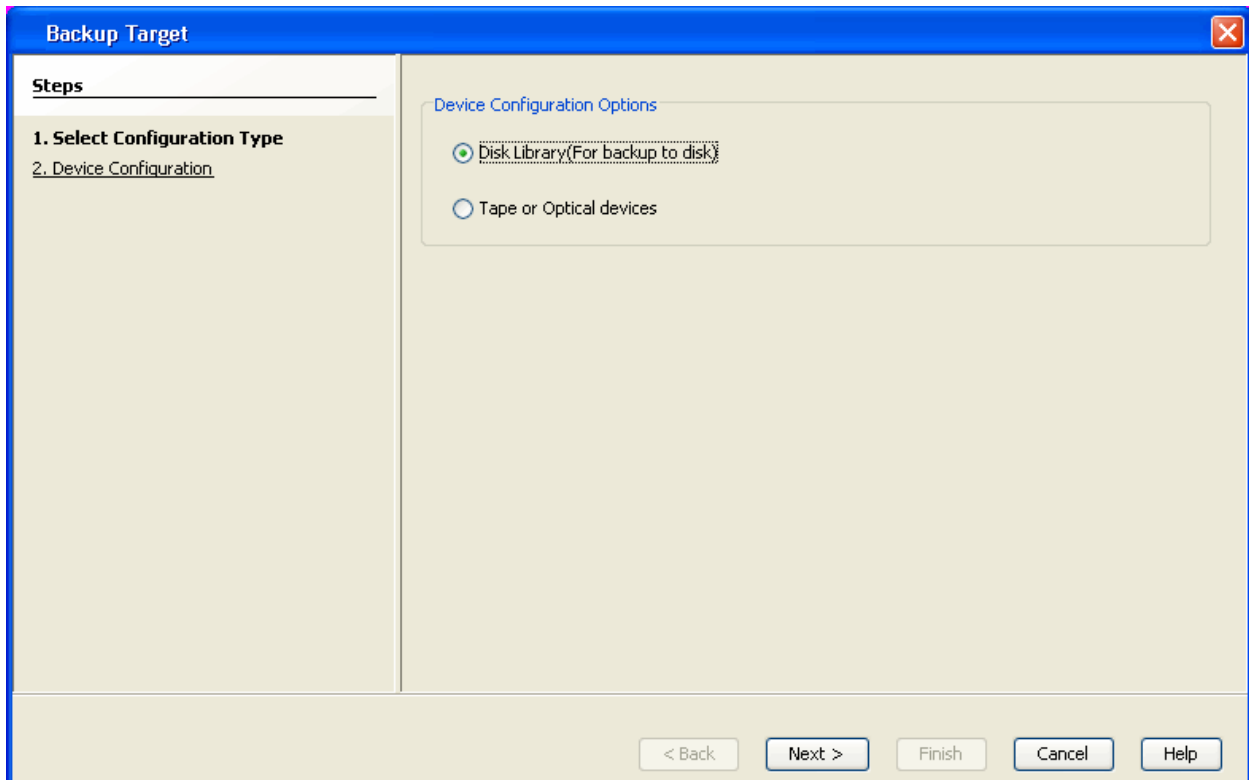 Backup Target
Steps
1. Select Configuration Type
2. Device Configuration
Device Configuration Options
Disk Library(For backup to disk)
Tape or Optical devices
< Back
Next >
Finish
Cancel
Help